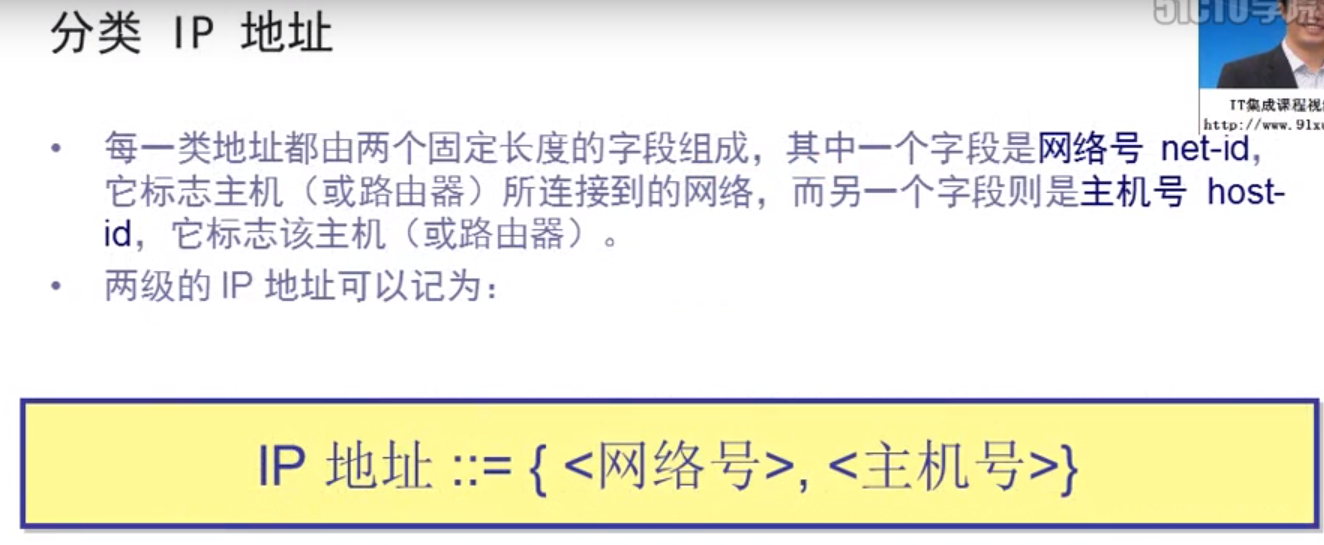 51CTO学院
分类 IP 地址
IT集成课程视
http://www.91xu
• 每一类地址都由两个固定长度的字段组成，其中一个字段是网络号 net-id，
它标志主机（或路由器）所连接到的网络，而另一个字段则是主机号 host-
id，它标志该主机（或路由器）。
• 两级的 IP 地址可以记为：
IP 地址 ::= { <网络号>, <主机号>}